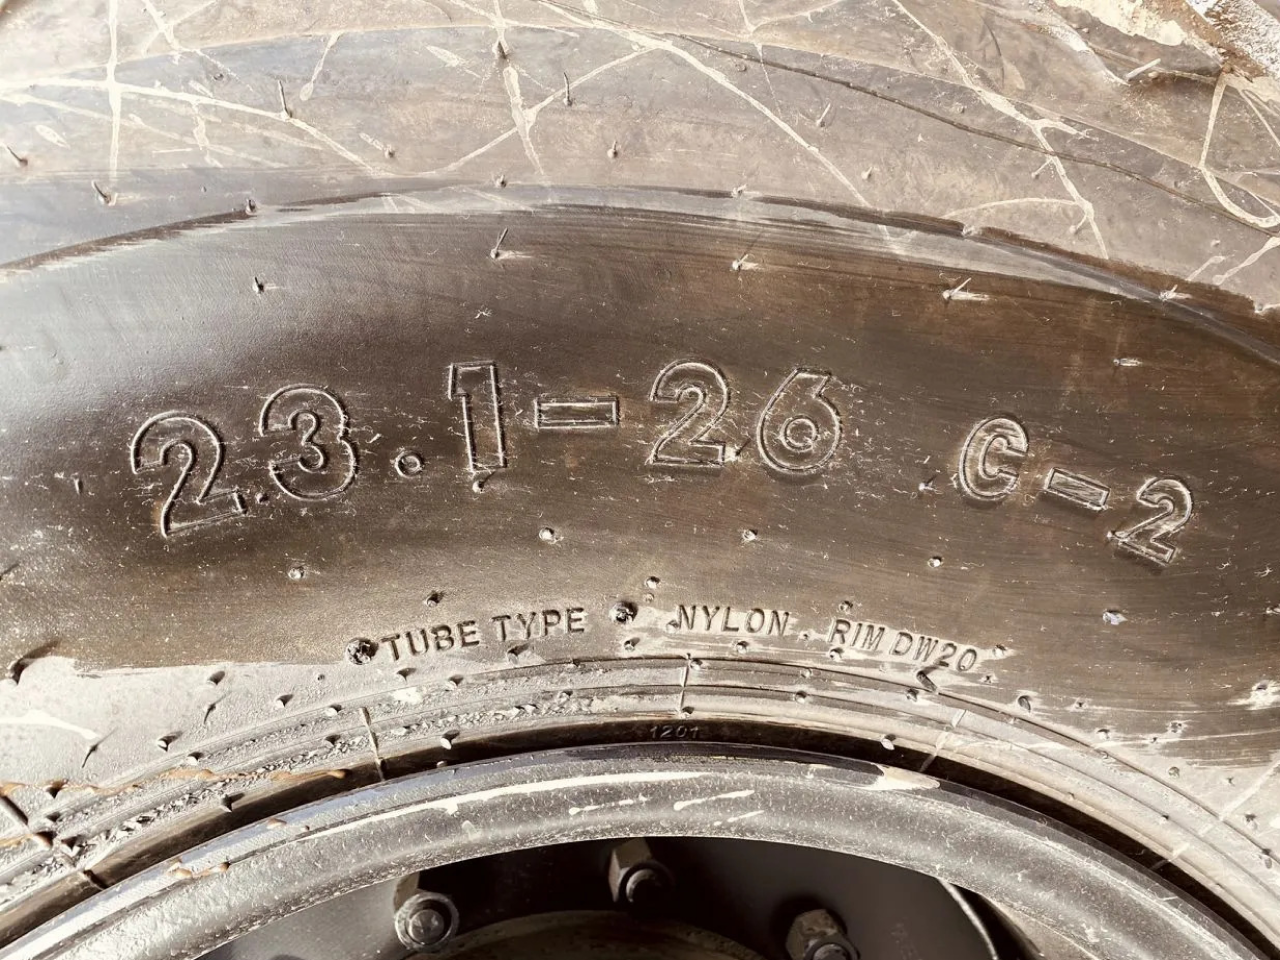 23.1-26 C-2
TUBE TYPE NYLON. RIM DW20
1201